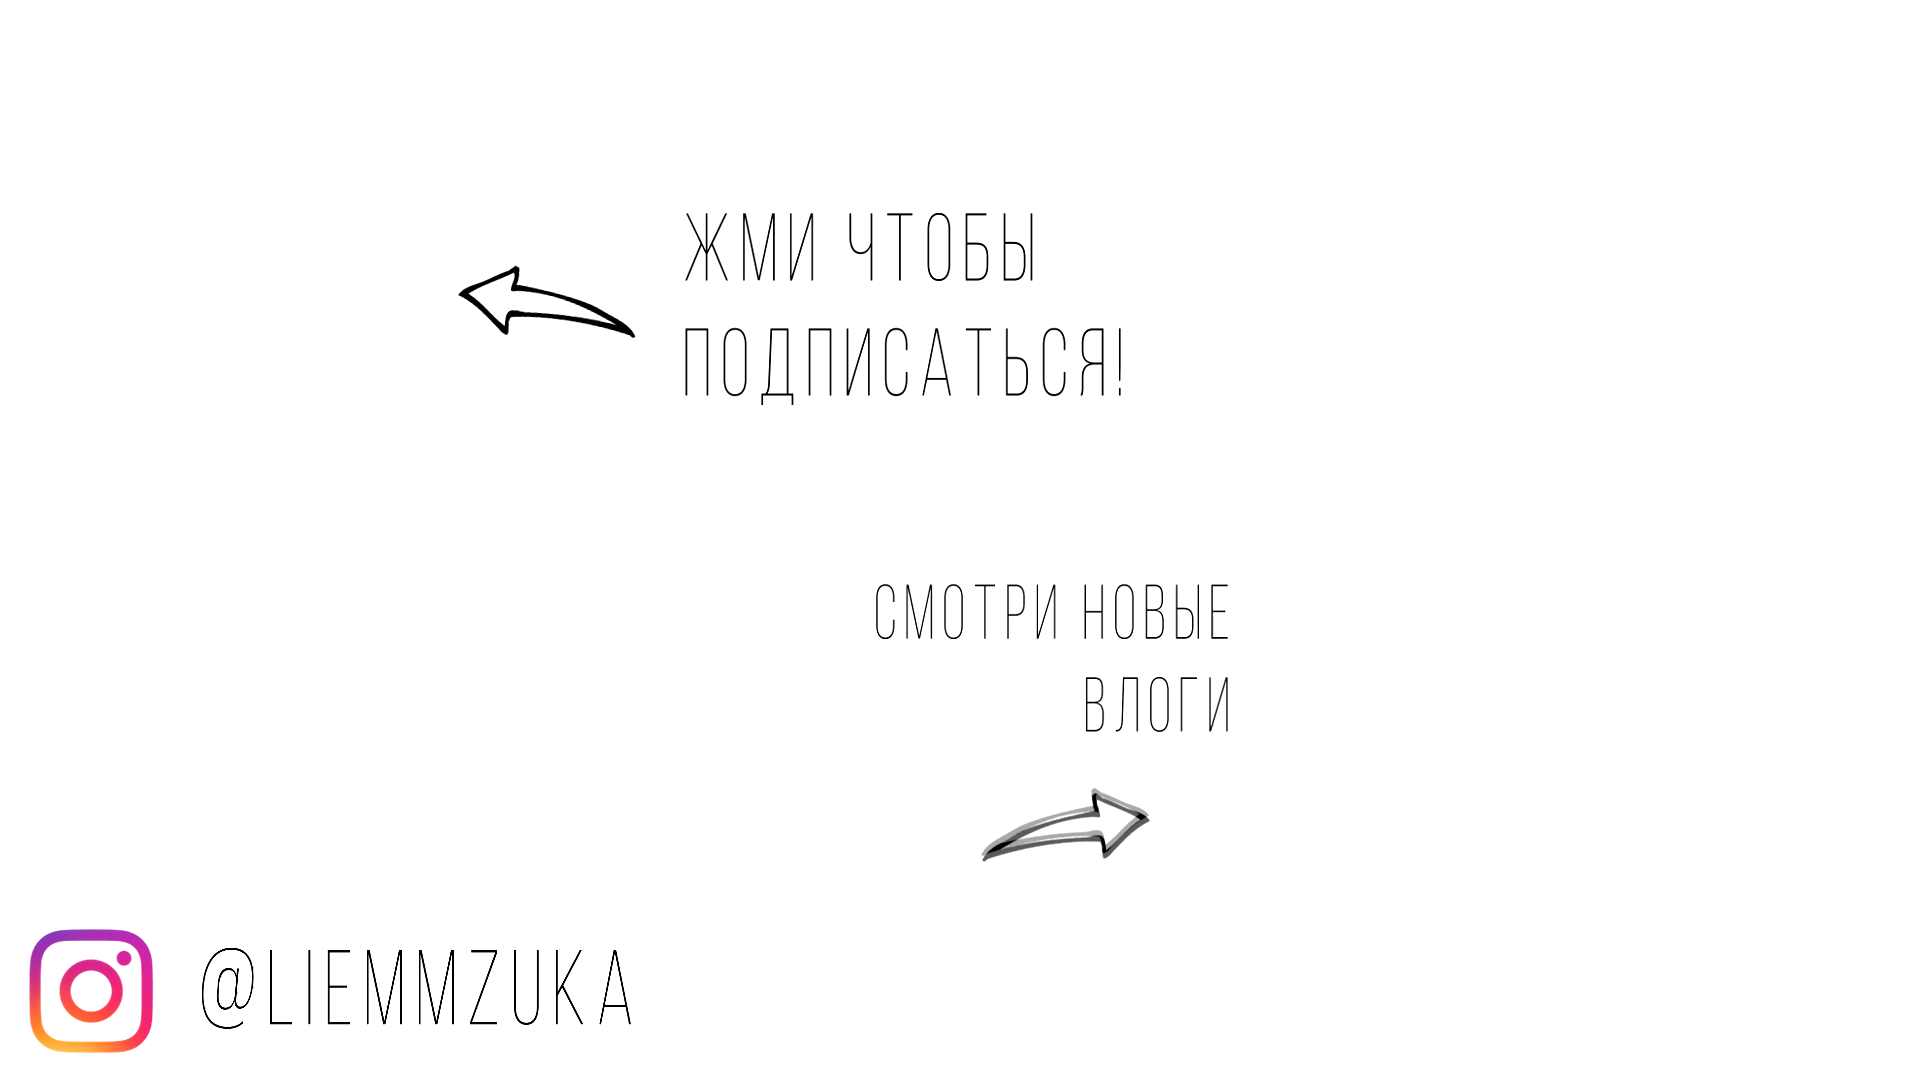 ЖМИ ЧТОБЫ
ПОДПИСАТЬСЯ!
СМОТРИ НОВЫЕ
ВЛОГИ
@LIEMMZUKA